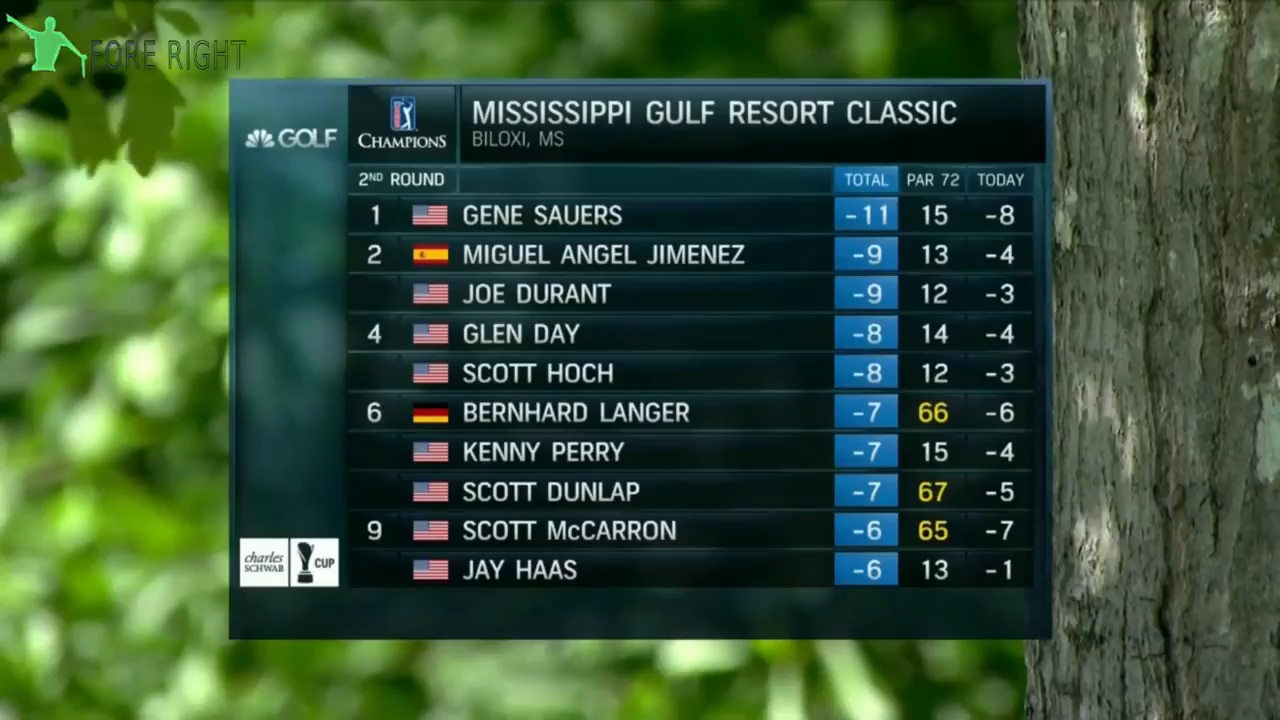 FORE RIGHT
GOLF
CHAMPIONS
MISSISSIPPI GULF RESORT CLASSIC
BILOXI, MS
2ND ROUND TOTAL PAR 72 TODAY
1 GENE SAUERS -11 15 -8
2 MIGUEL ANGEL JIMENEZ -9 13 -4
JOE DURANT -9 12 -3
4 GLEN DAY -8 14 -4
SCOTT HOCH -8 12 -3
6 BERNHARD LANGER -7 66 -6
KENNY PERRY -7 15 -4
SCOTT DUNLAP -7 67 -5
9 SCOTT McCARRON -6 65 -7
JAY HAAS -6 13 -1
charles
SCHWAB
CUP